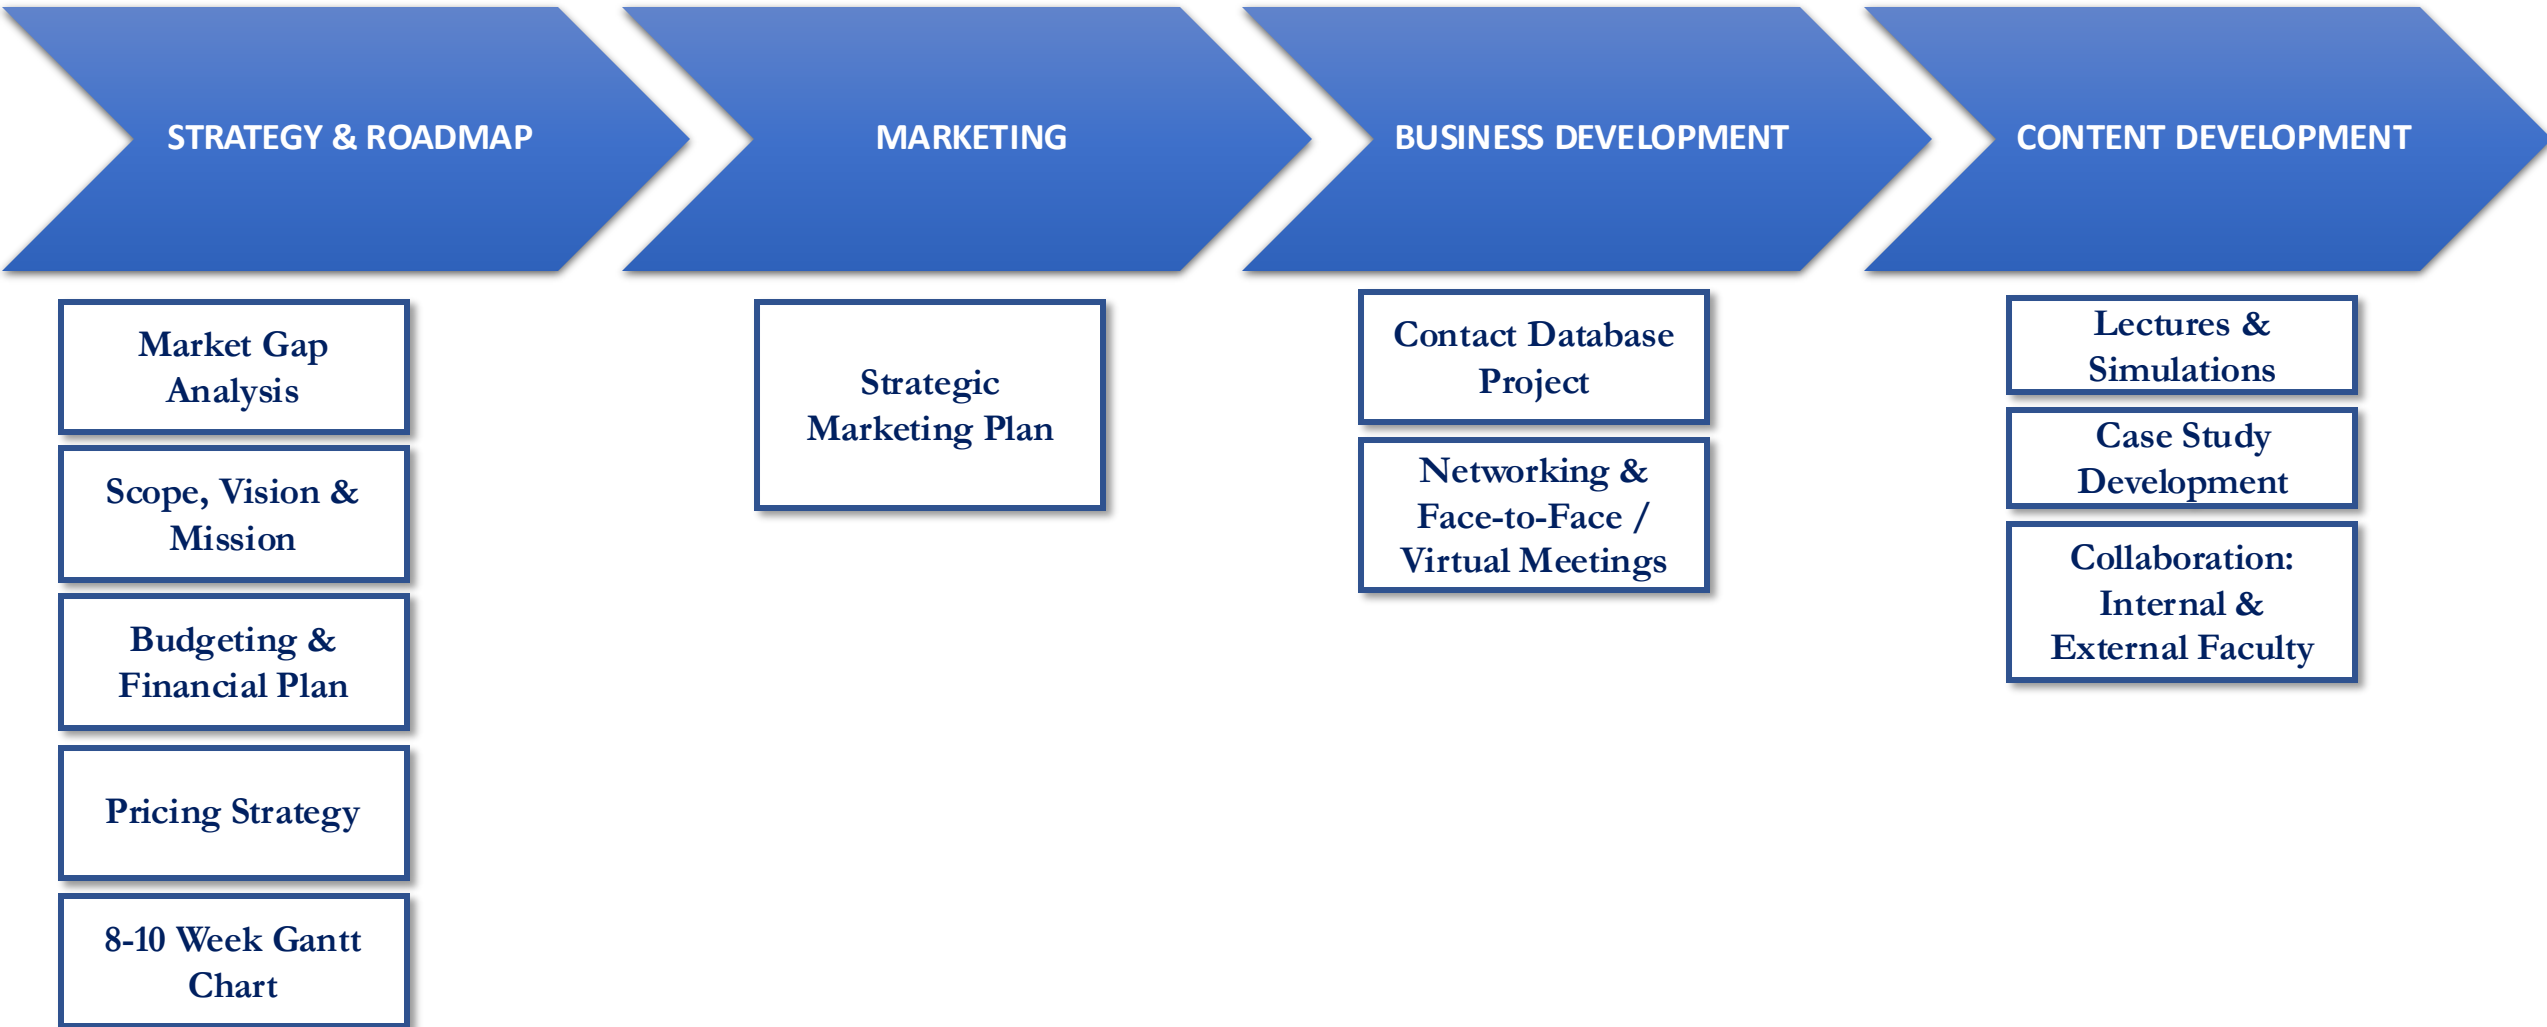 STRATEGY & ROADMAP
MARKETING
BUSINESS DEVELOPMENT
CONTENT DEVELOPMENT
Market Gap
Analysis
Scope, Vision &
Mission
Budgeting &
Financial Plan
Pricing Strategy
8-10 Week Gantt
Chart
Strategic
Marketing Plan
Contact Database
Project
Networking &
Face-to-Face /
Virtual Meetings
Lectures &
Simulations
Case Study
Development
Collaboration:
Internal &
External Faculty